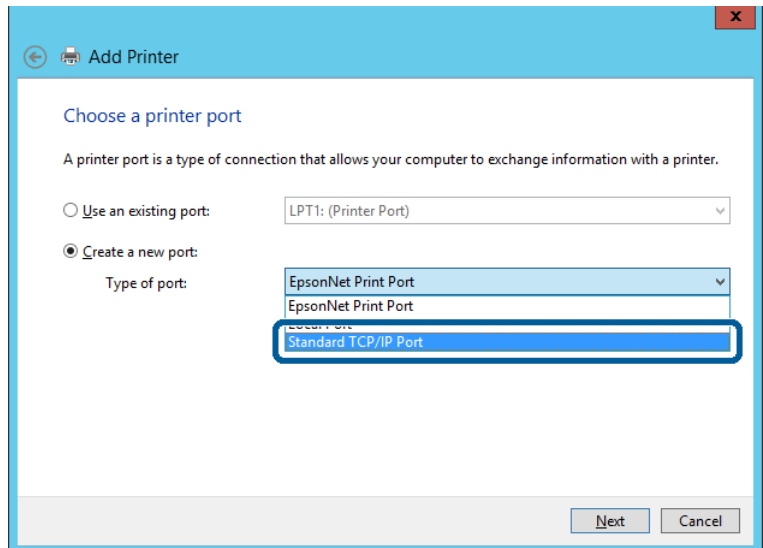 x
Add Printer
Choose a printer port
A printer port is a type of connection that allows your computer to exchange information with a printer.
Use an existing port: LPT1: (Printer Port)
Create a new port:
Type of port: EpsonNet Print Port
EpsonNet Print Port
Local Port
Standard TCP/IP Port
Next Cancel